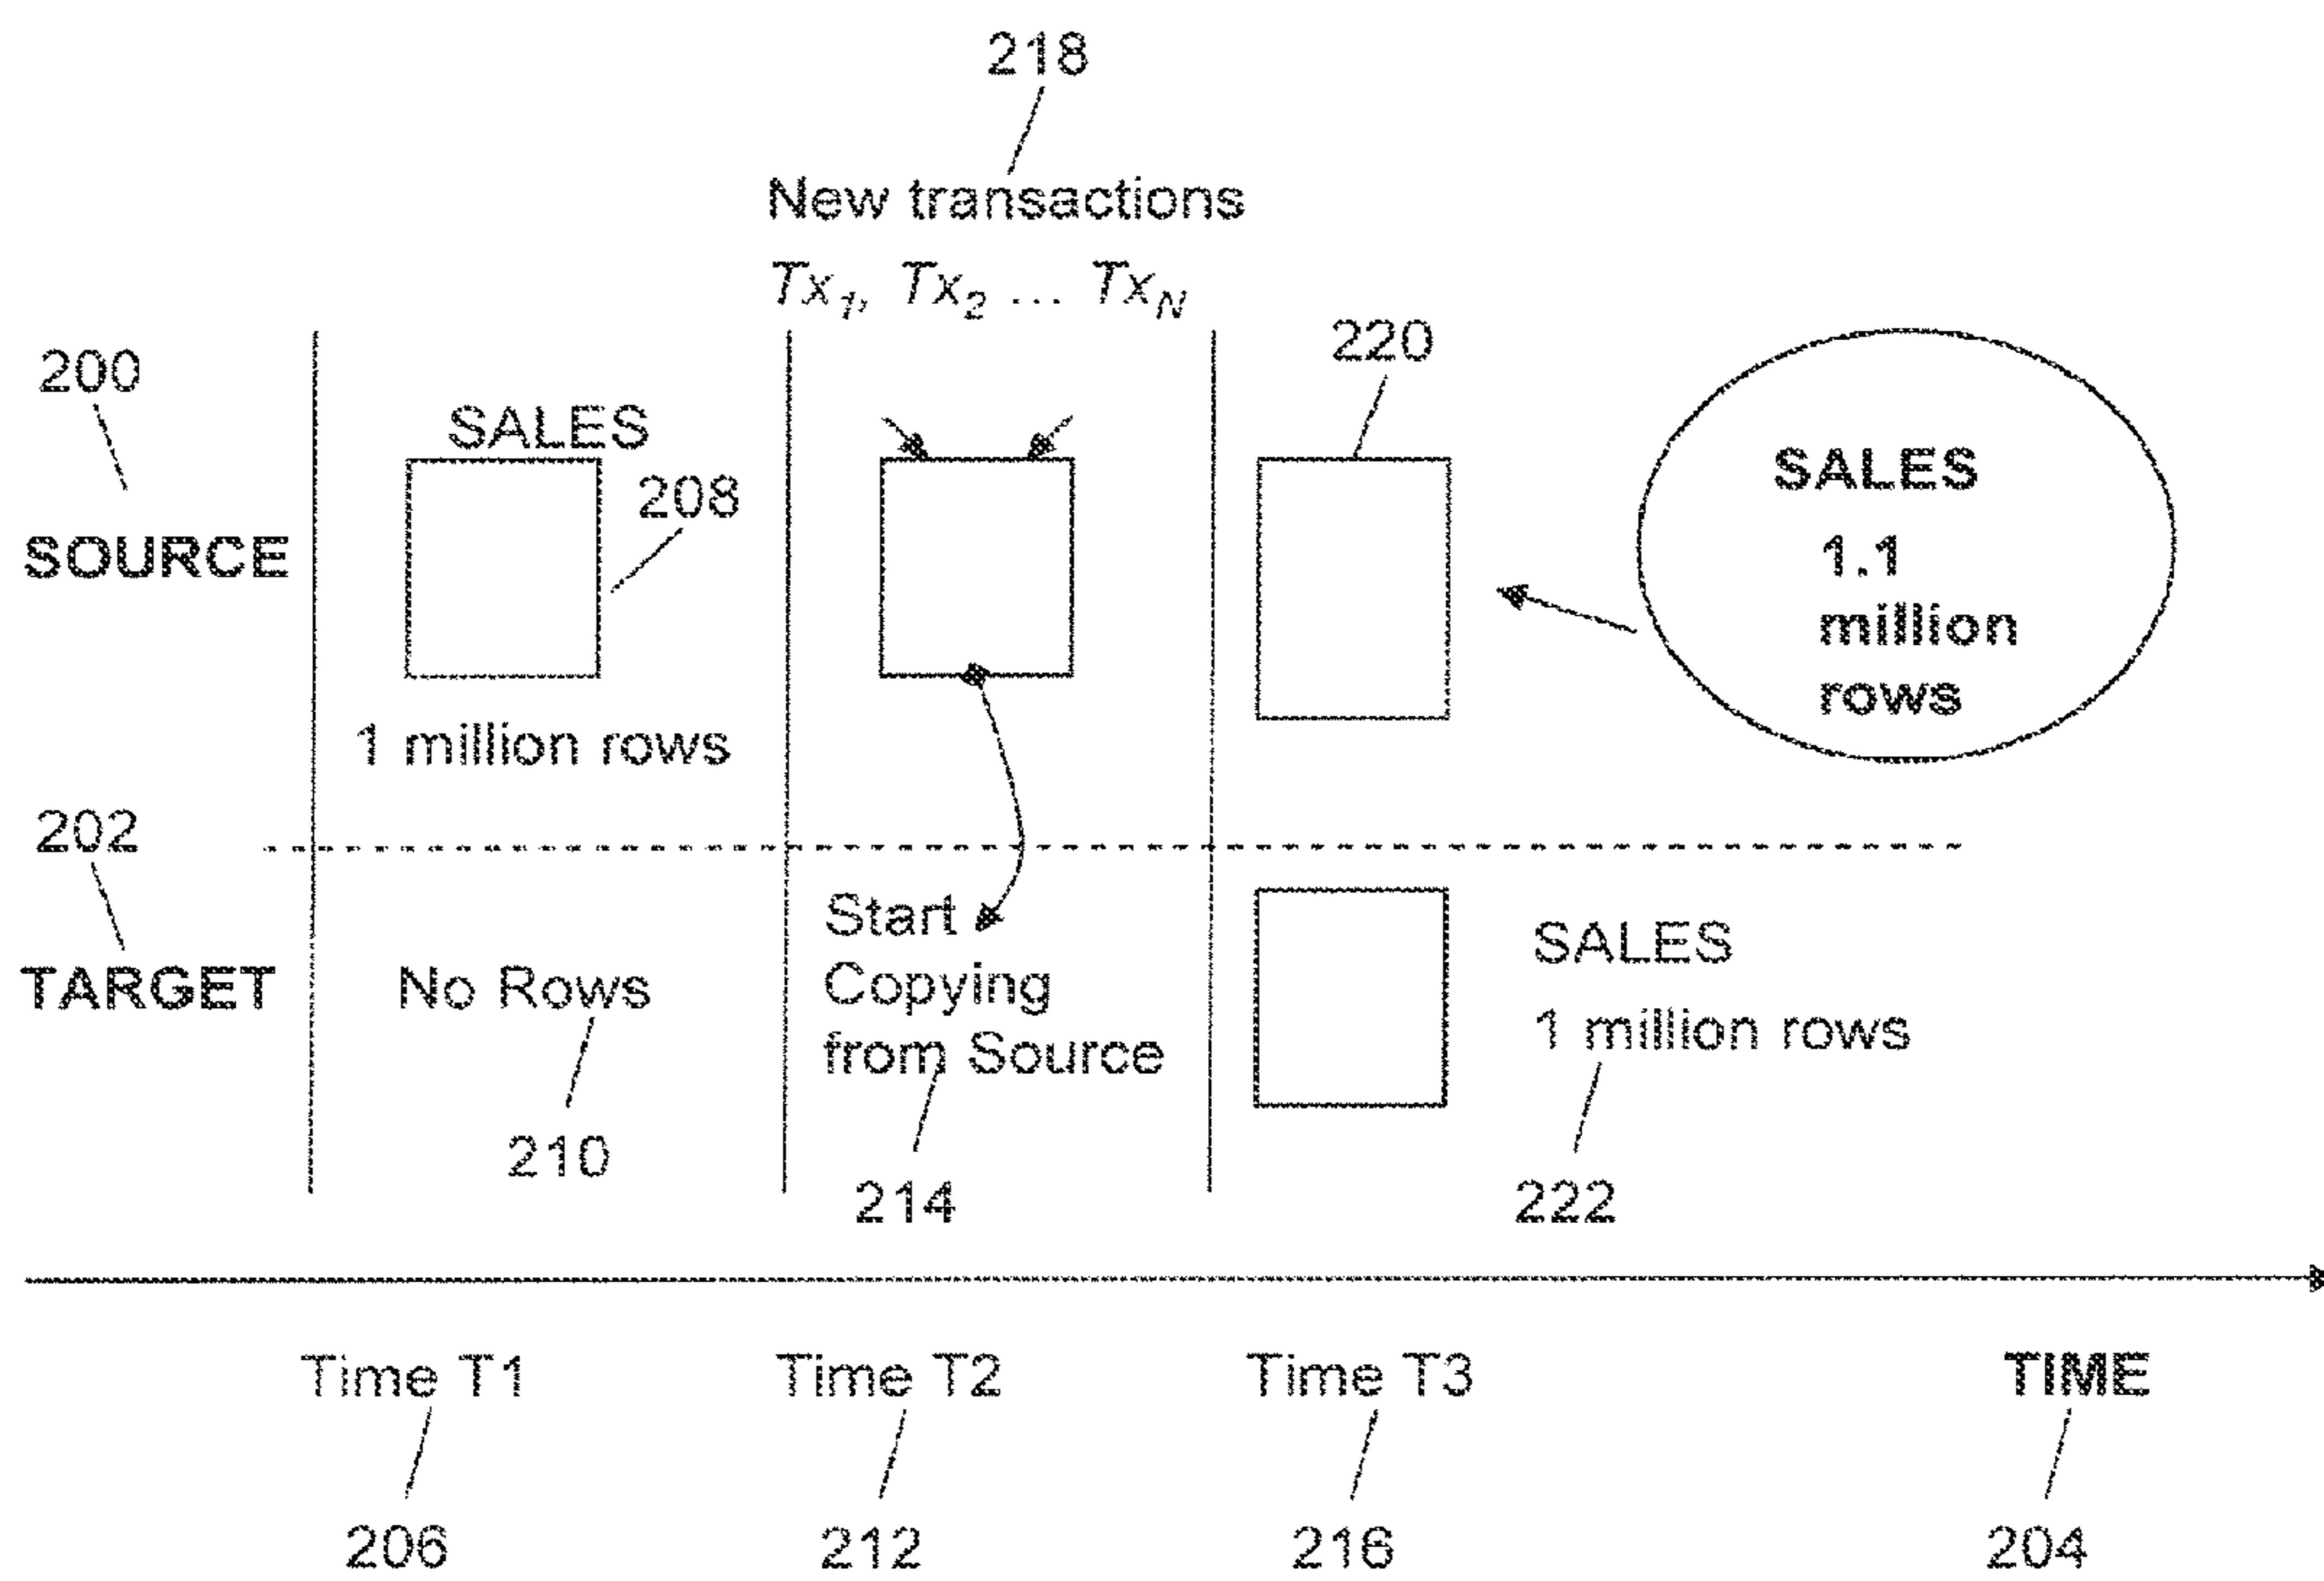 218
New transactions
Tx1, Tx2 ... TxN
200
SALES
208
SOURCE
1 million rows
220
SALES
1.1
million
rows
202
TARGET
No Rows
210
Start
Copying
from Source
214
SALES
1 million rows
222
Time T1
Time T2
Time T3
TIME
206
212
216
204